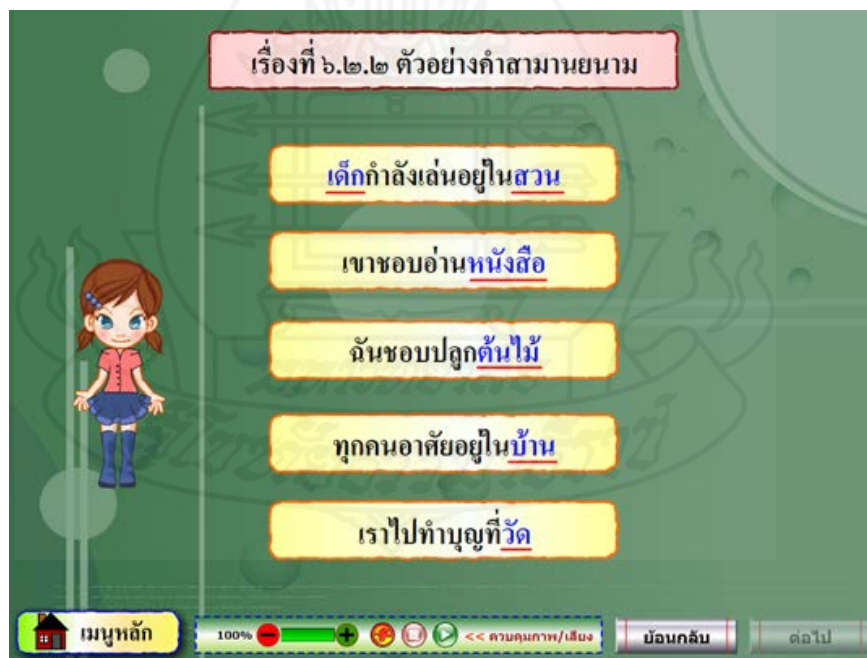 เรื่องที่ ๖.๒.๒ ตัวอย่างคำสามานยนาม
เด็กกำลังเล่นอยู่ในสวน
เขาชอบอ่านหนังสือ
ฉันชอบปลูกต้นไม้
ทุกคนอาศัยอยู่ในบ้าน
เราไปทำบุญที่วัด
เมนูหลัก
100%
<< ควบคุมภาพ/เสียง
ย้อนกลับ
ต่อไป